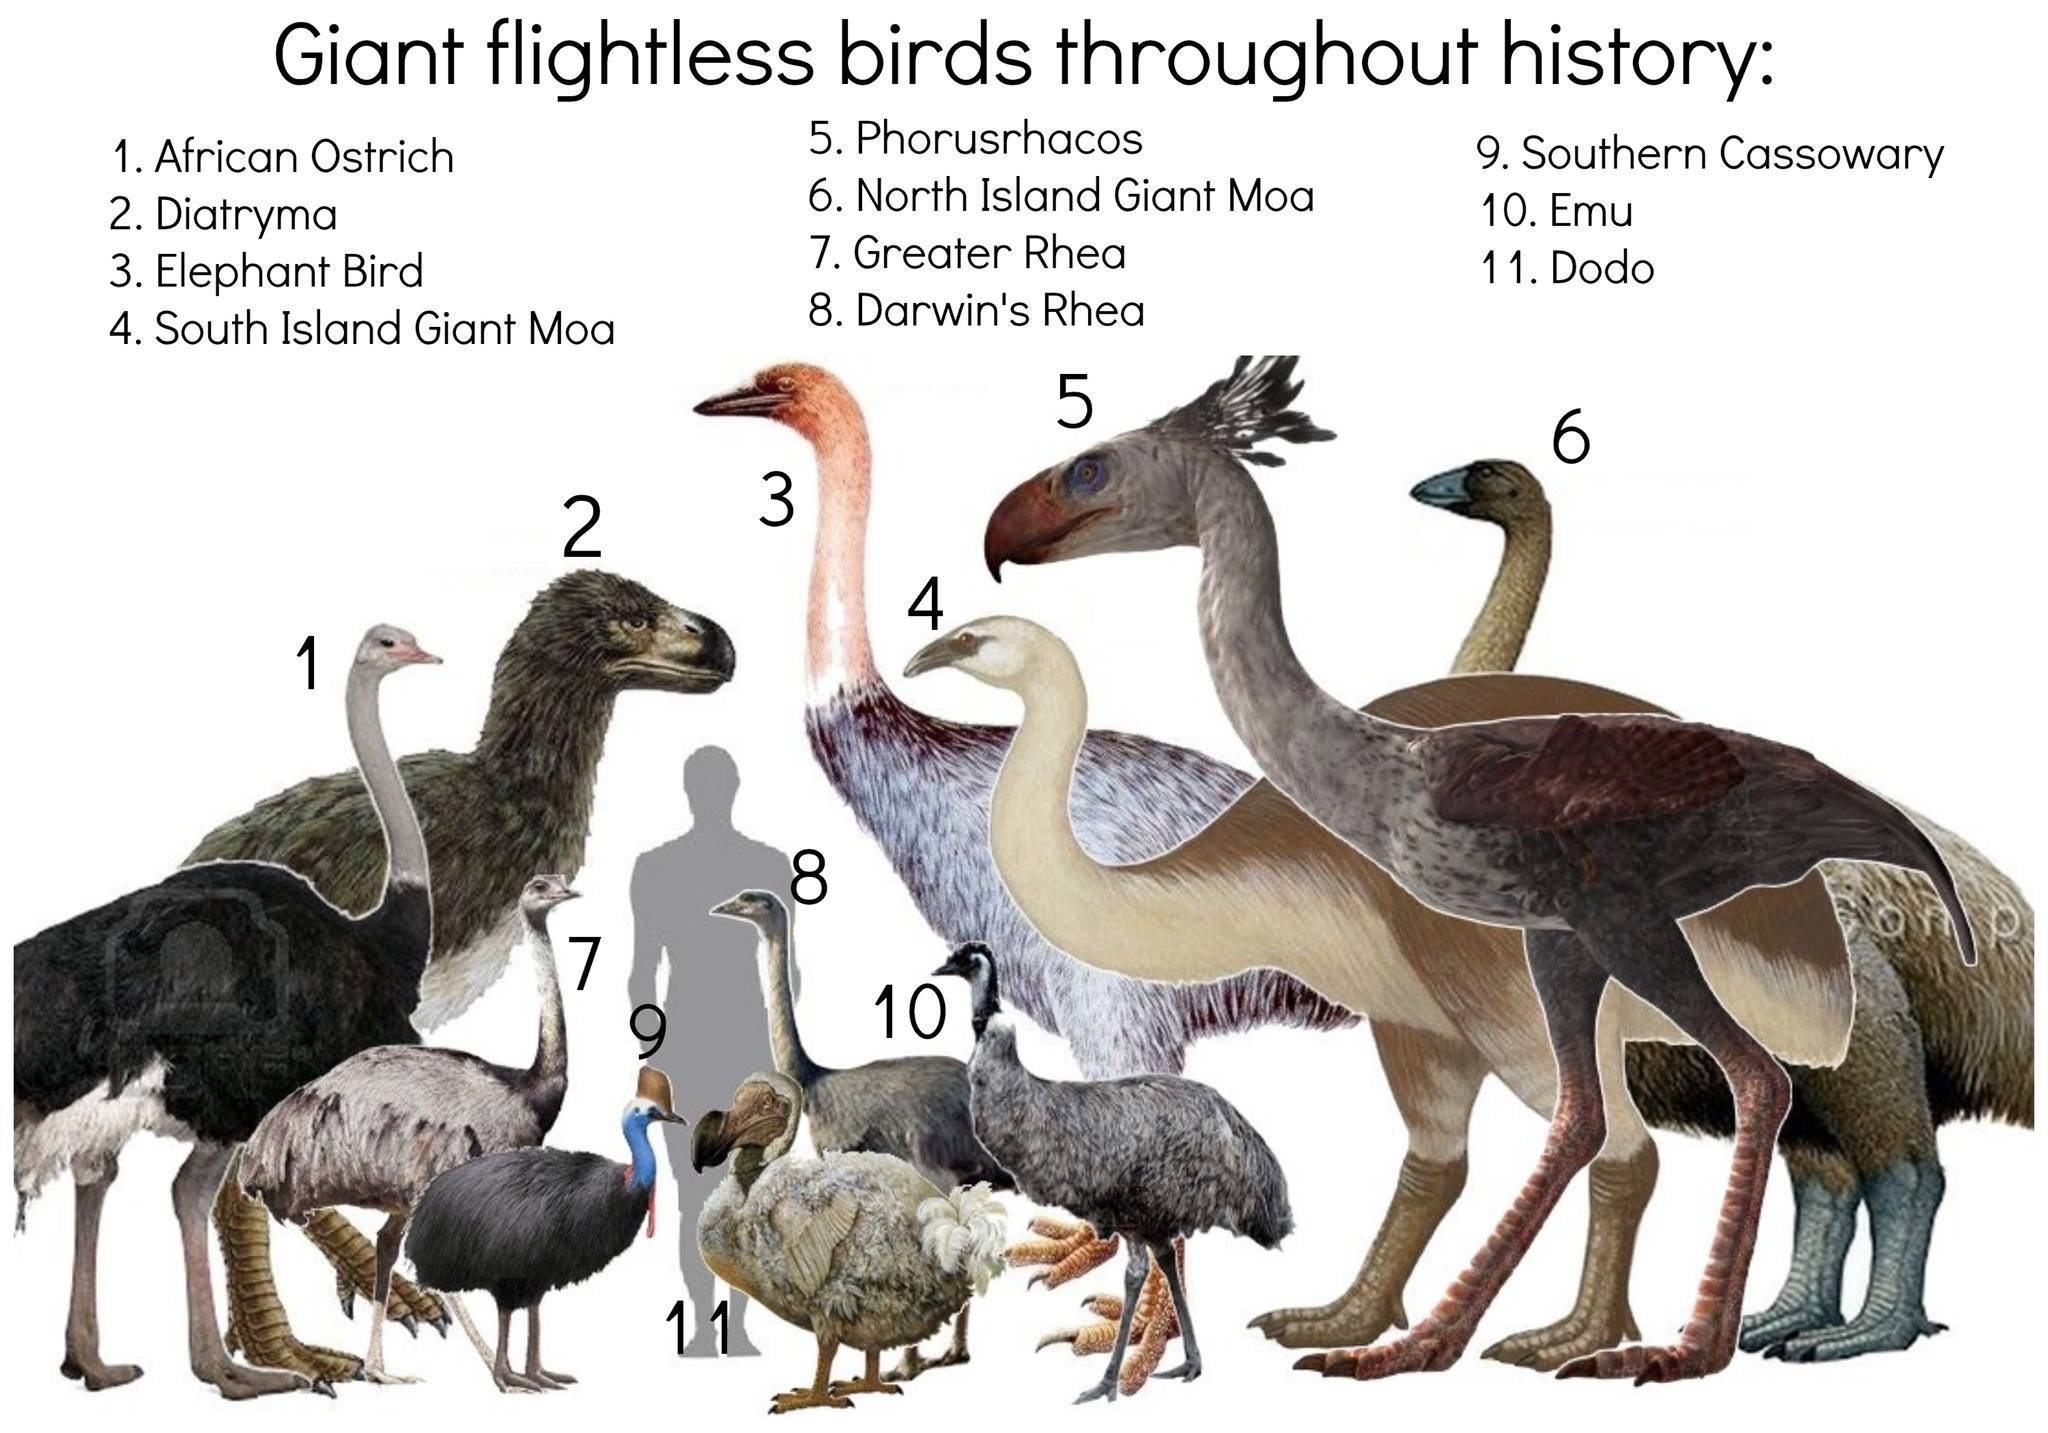 Giant flightless birds throughout history:
1. African Ostrich
2. Diatryma
3. Elephant Bird
4. South Island Giant Moa
5. Phorusrhacos
6. North Island Giant Moa
7. Greater Rhea
8. Darwin's Rhea
9. Southern Cassowary
10. Emu
11. Dodo
1
2
3
4
5
6
7
8
9
10
11